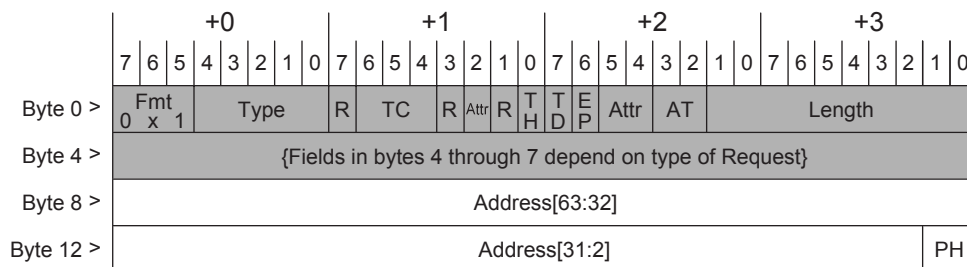 +0 +1 +2 +3
7 6 5 4 3 2 1 0 7 6 5 4 3 2 1 0 7 6 5 4 3 2 1 0 7 6 5 4 3 2 1 0
Byte 0 > Fmt 0 x 1 Type R TC R Attr R TH TD EP Attr AT Length
Byte 4 > {Fields in bytes 4 through 7 depend on type of Request}
Byte 8 > Address[63:32]
Byte 12 > Address[31:2] PH